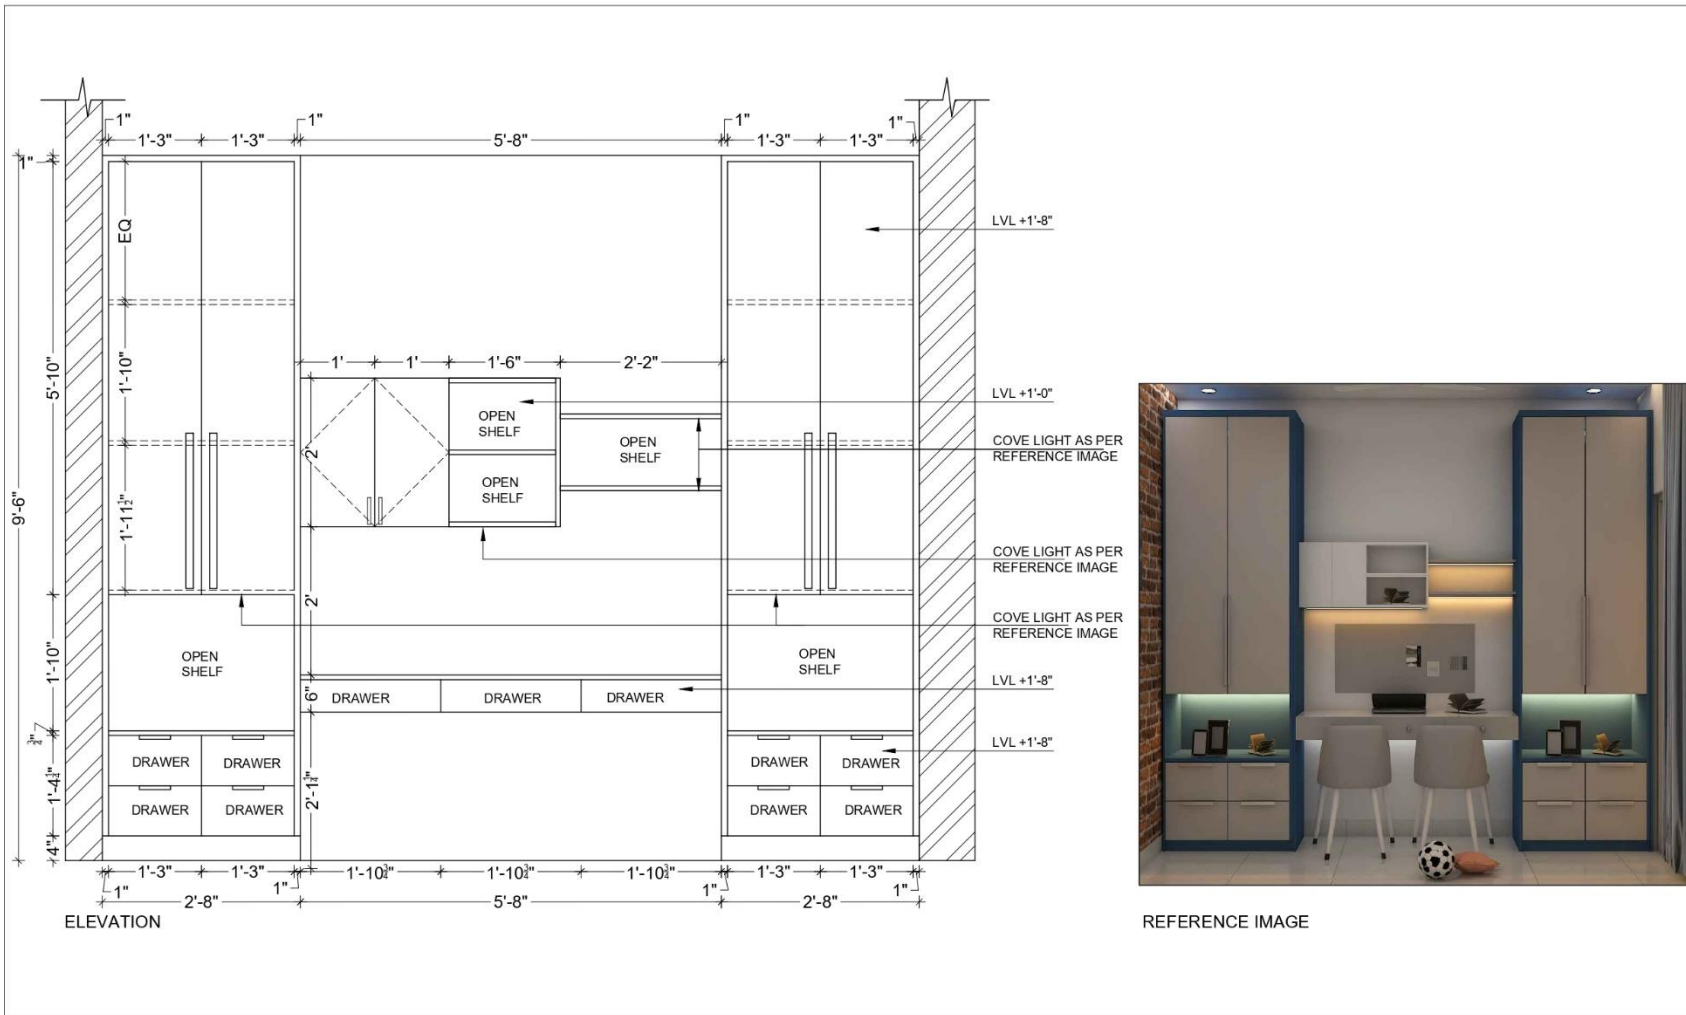 1" 1'-3" 1'-3" 1" 5'-8" 1" 1'-3" 1'-3" 1"
1"
EQ
LVL +1'-8"
5'-10"
1'-10"
1' 1' 1'-6" 2'-2"
LVL +1'-0"
OPEN
SHELF
OPEN
SHELF
COVE LIGHT AS PER
REFERENCE IMAGE
2'
OPEN
SHELF
9'-6"
1'-11½"
COVE LIGHT AS PER
REFERENCE IMAGE
2'
COVE LIGHT AS PER
REFERENCE IMAGE
1'-10"
OPEN
SHELF
OPEN
SHELF
LVL +1'-8"
6"
DRAWER DRAWER DRAWER
¾"
LVL +1'-8"
DRAWER DRAWER
DRAWER DRAWER
1'-4¼"
DRAWER DRAWER
DRAWER DRAWER
4"
1'-3" 1'-3" 1'-10¾" 1'-10¾" 1'-10¾" 1'-3" 1'-3"
1" 1" 1" 1"
2'-8" 5'-8" 2'-8"
ELEVATION
REFERENCE IMAGE